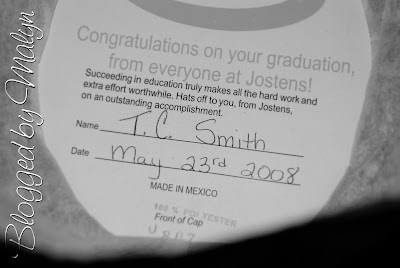 Congratulations on your graduation,
from everyone at Jostens!
Succeeding in education truly makes all the hard work and
extra effort worthwhile. Hats off to you, from Jostens,
on an outstanding accomplishment.
Name T.C. Smith
Date May 23rd 2008
MADE IN MEXICO
100 % POLYESTER
Front of Cap
Blogged by Malyn